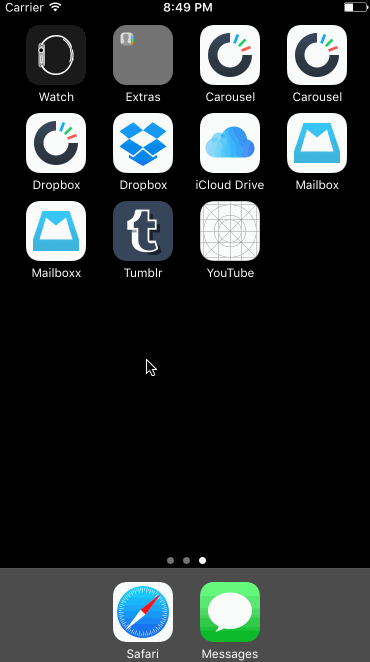 Carrier 8:49 PM
Watch Extras Carousel Carousel
Dropbox Dropbox iCloud Drive Mailbox
Mailboxx Tumblr YouTube
t
Safari Messages